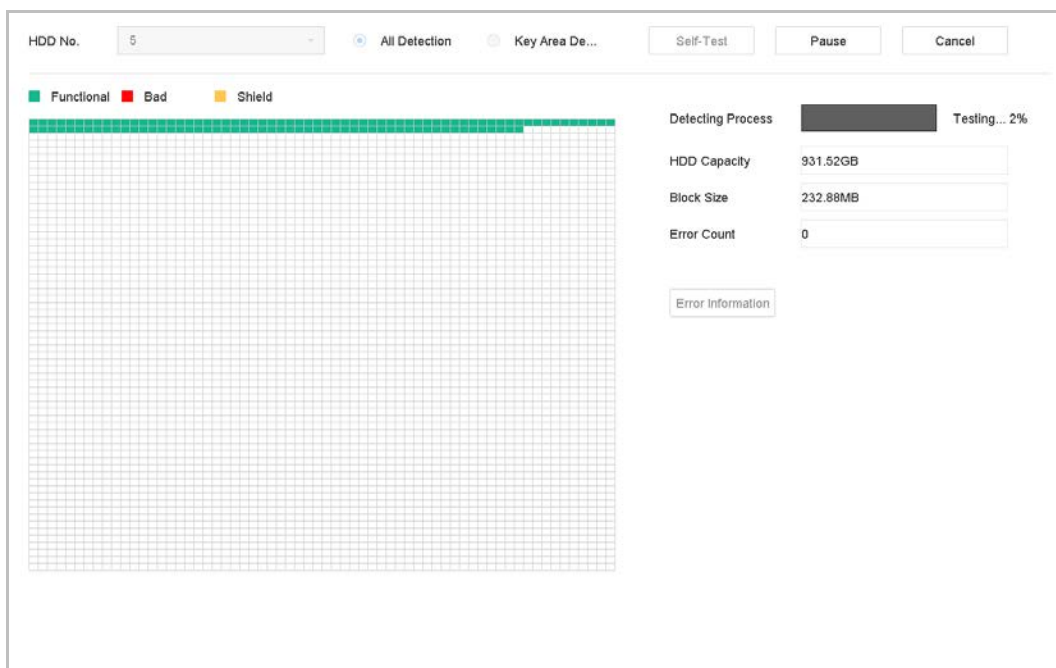 HDD No. 5 All Detection Key Area De... Self-Test Pause Cancel
Functional Bad Shield
Detecting Process Testing... 2%
HDD Capacity 931.52GB
Block Size 232.88MB
Error Count 0
Error Information